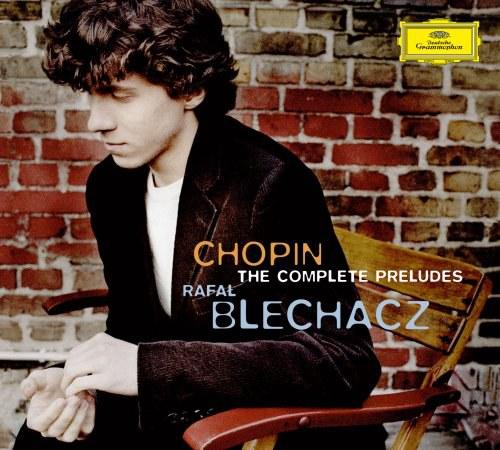 Deutsche
Grammophon
CHOPIN
THE COMPLETE PRELUDES
RAFAŁ
BLECHACZ